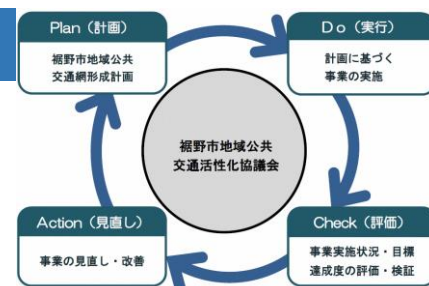 Plan（計画）
裾野市地域公共
交通網形成計画
Do（実行）
計画に基づく
事業の実施
裾野市地域公共
交通活性化協議会
Action（見直し）
事業の見直し・改善
Check（評価）
事業実施状況・目標
達成度の評価・検証